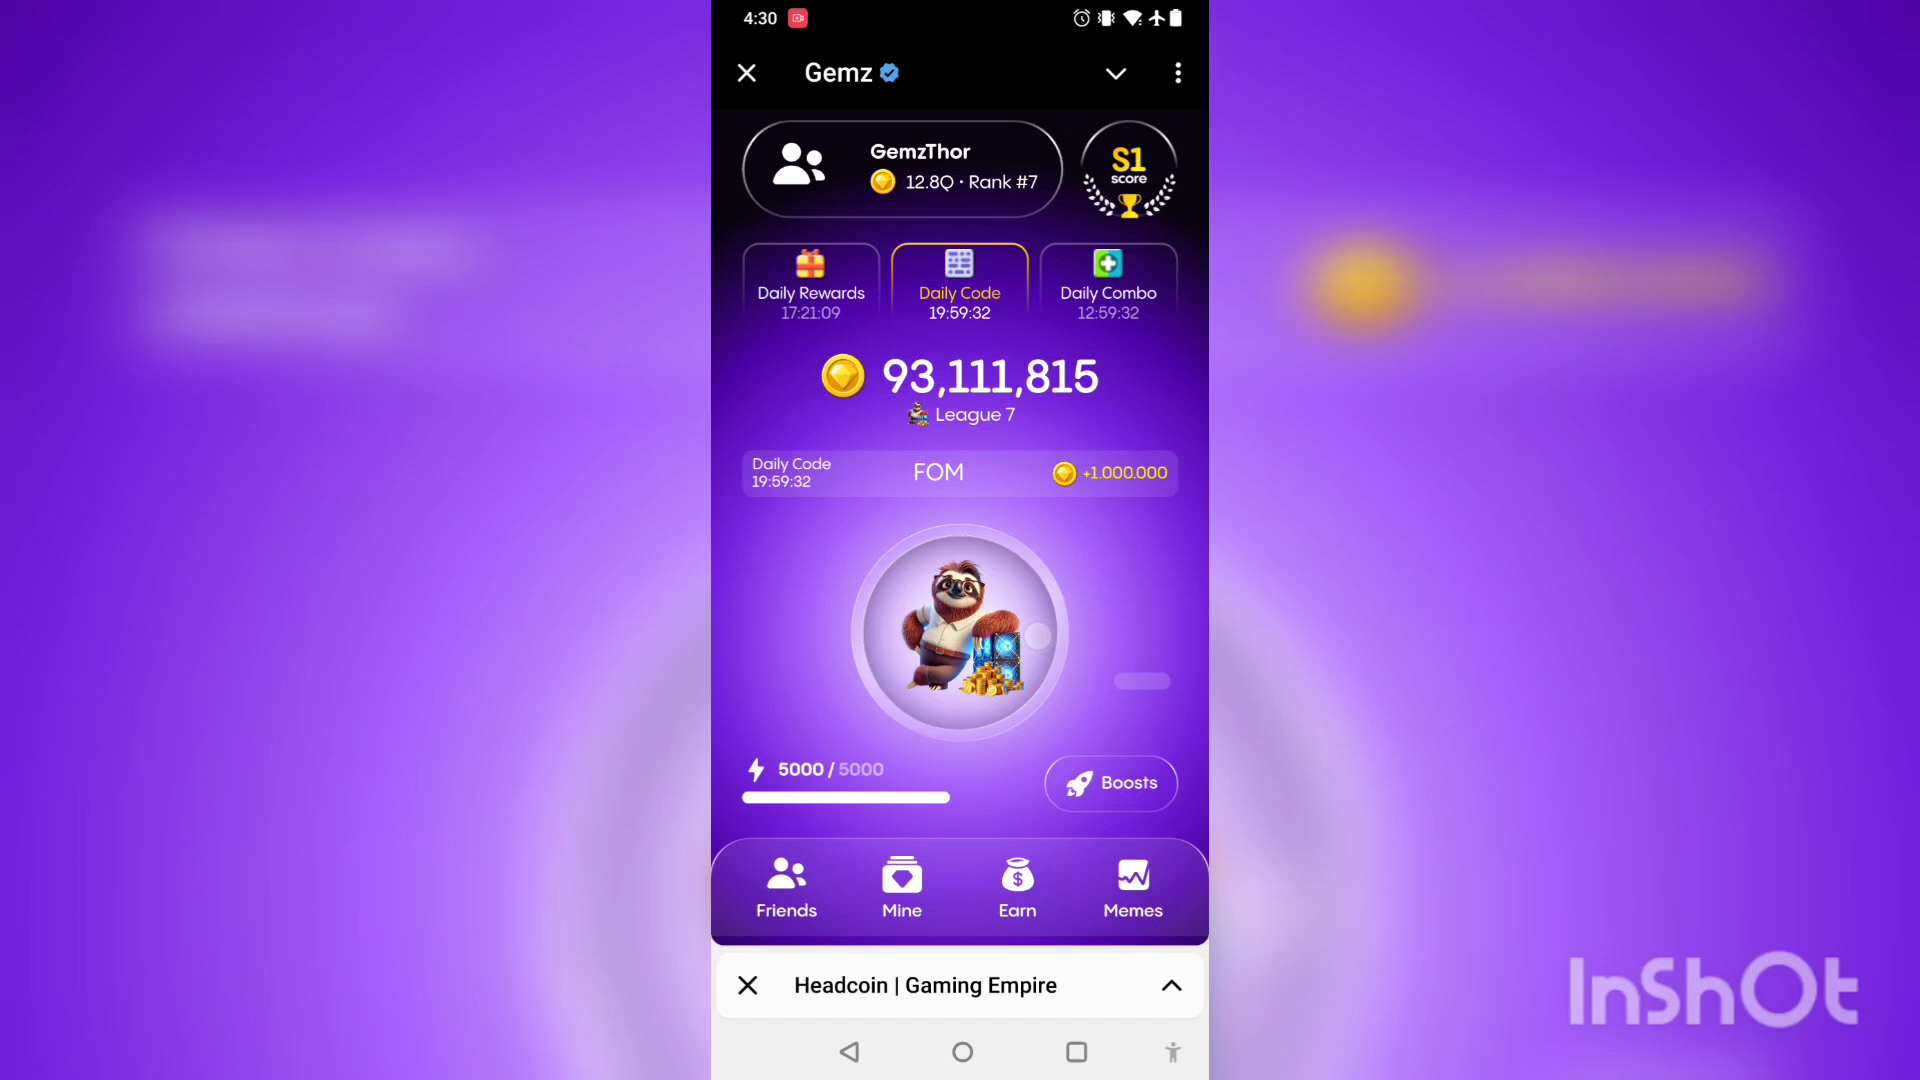 4:30
Gemz
GemzThor
12.8Q · Rank #7
S1
score
Daily Rewards
17:21:09
Daily Code
19:59:32
Daily Combo
12:59:32
93,111,815
League 7
Daily Code
19:59:32
FOM
+1.000.000
5000 / 5000
Boosts
Friends
Mine
Earn
Memes
Headcoin | Gaming Empire
InShOt